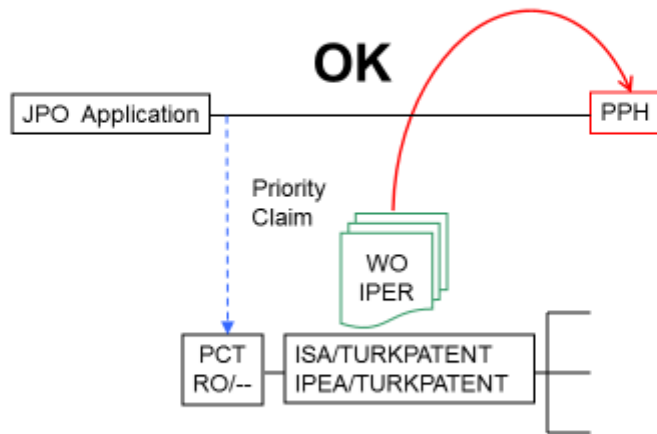 OK
JPO Application
PPH
Priority
Claim
WO
IPER
PCT
RO/--
ISA/TURKPATENT
IPEA/TURKPATENT